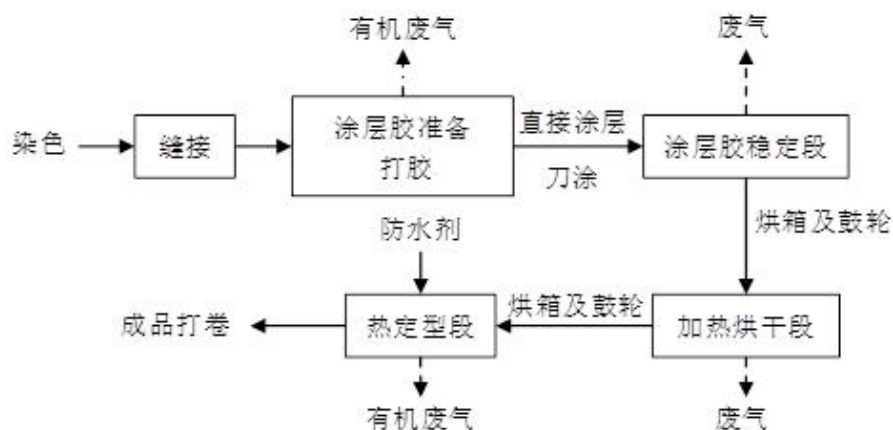 有机废气
废气
染色
缝接
涂层胶准备
打胶
直接涂层
刀涂
涂层胶稳定段
防水剂
烘箱及鼓轮
成品打卷
热定型段
烘箱及鼓轮
加热烘干段
有机废气
废气